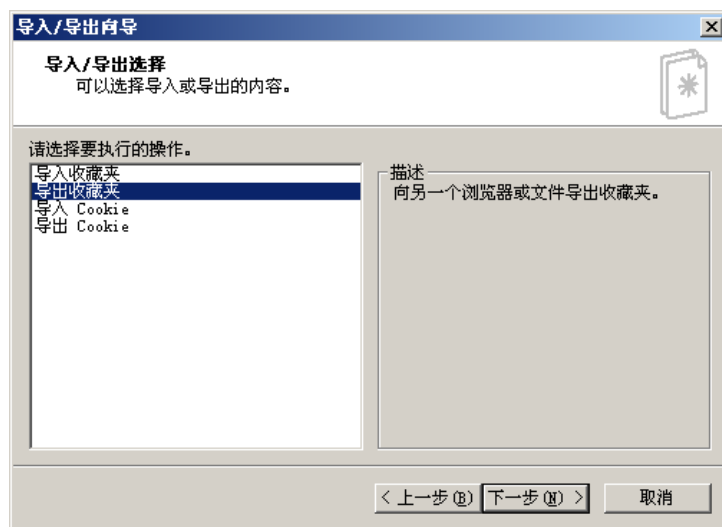 导入/导出向导
导入/导出选择
可以选择导入或导出的内容。
请选择要执行的操作。
导入收藏夹
导出收藏夹
导入 Cookie
导出 Cookie
描述
向另一个浏览器或文件导出收藏夹。
< 上一步(B) 下一步(N) > 取消